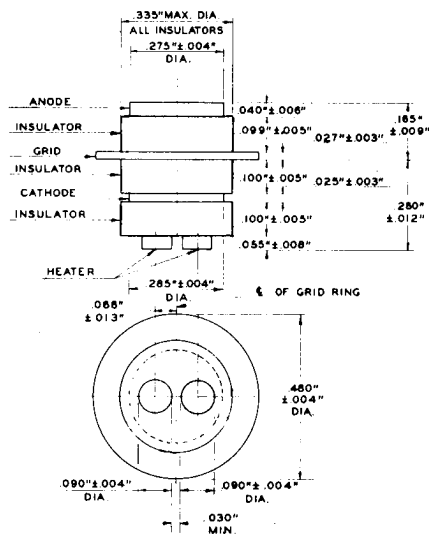 .335"MAX. DIA.
ALL INSULATORS
.275"±.004"
DIA.
ANODE
.040"±.006"
INSULATOR
.099"±.005"
.027"±.003"
.165"
±.009"
GRID
INSULATOR
.100"±.005"
.025"±.003"
CATHODE
.280"
±.012"
INSULATOR
.100"±.005"
.055"±.008"
HEATER
.285"±.004"
DIA.
℄ OF GRID RING
.066"
±.013"
.480"
±.004"
DIA.
.090"±.004"
DIA.
.090"±.004"
DIA.
.030"
MIN.